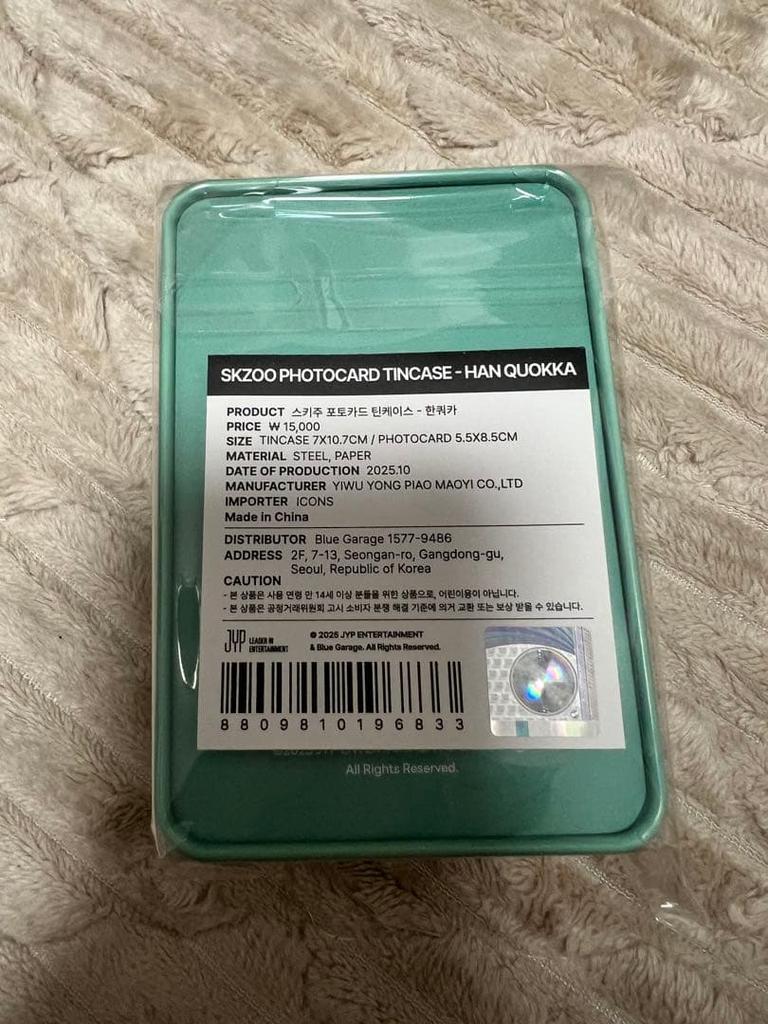 SKZOO PHOTOCARD TINCASE - HAN QUOKKA
PRODUCT 스키주 포토카드 틴케이스 - 한쿼카
PRICE ₩ 15,000
SIZE TINCASE 7X10.7CM / PHOTOCARD 5.5X8.5CM
MATERIAL STEEL, PAPER
DATE OF PRODUCTION 2025.10
MANUFACTURER YIWU YONG PIAO MAOYI CO.,LTD
IMPORTER ICONS
Made in China
DISTRIBUTOR Blue Garage 1577-9486
ADDRESS 2F, 7-13, Seongan-ro, Gangdong-gu,
Seoul, Republic of Korea
CAUTION
- 본 상품은 사용 연령 만 14세 이상 분들을 위한 상품으로, 어린이용이 아닙니다.
- 본 상품은 공정거래위원회 고시 소비자 분쟁 해결 기준에 의거 교환 또는 보상 받을 수 있습니다.
JYP LEADER IN
ENTERTAINMENT
© 2025 JYP ENTERTAINMENT
& Blue Garage. All Rights Reserved.
8809810196833
All Rights Reserved.